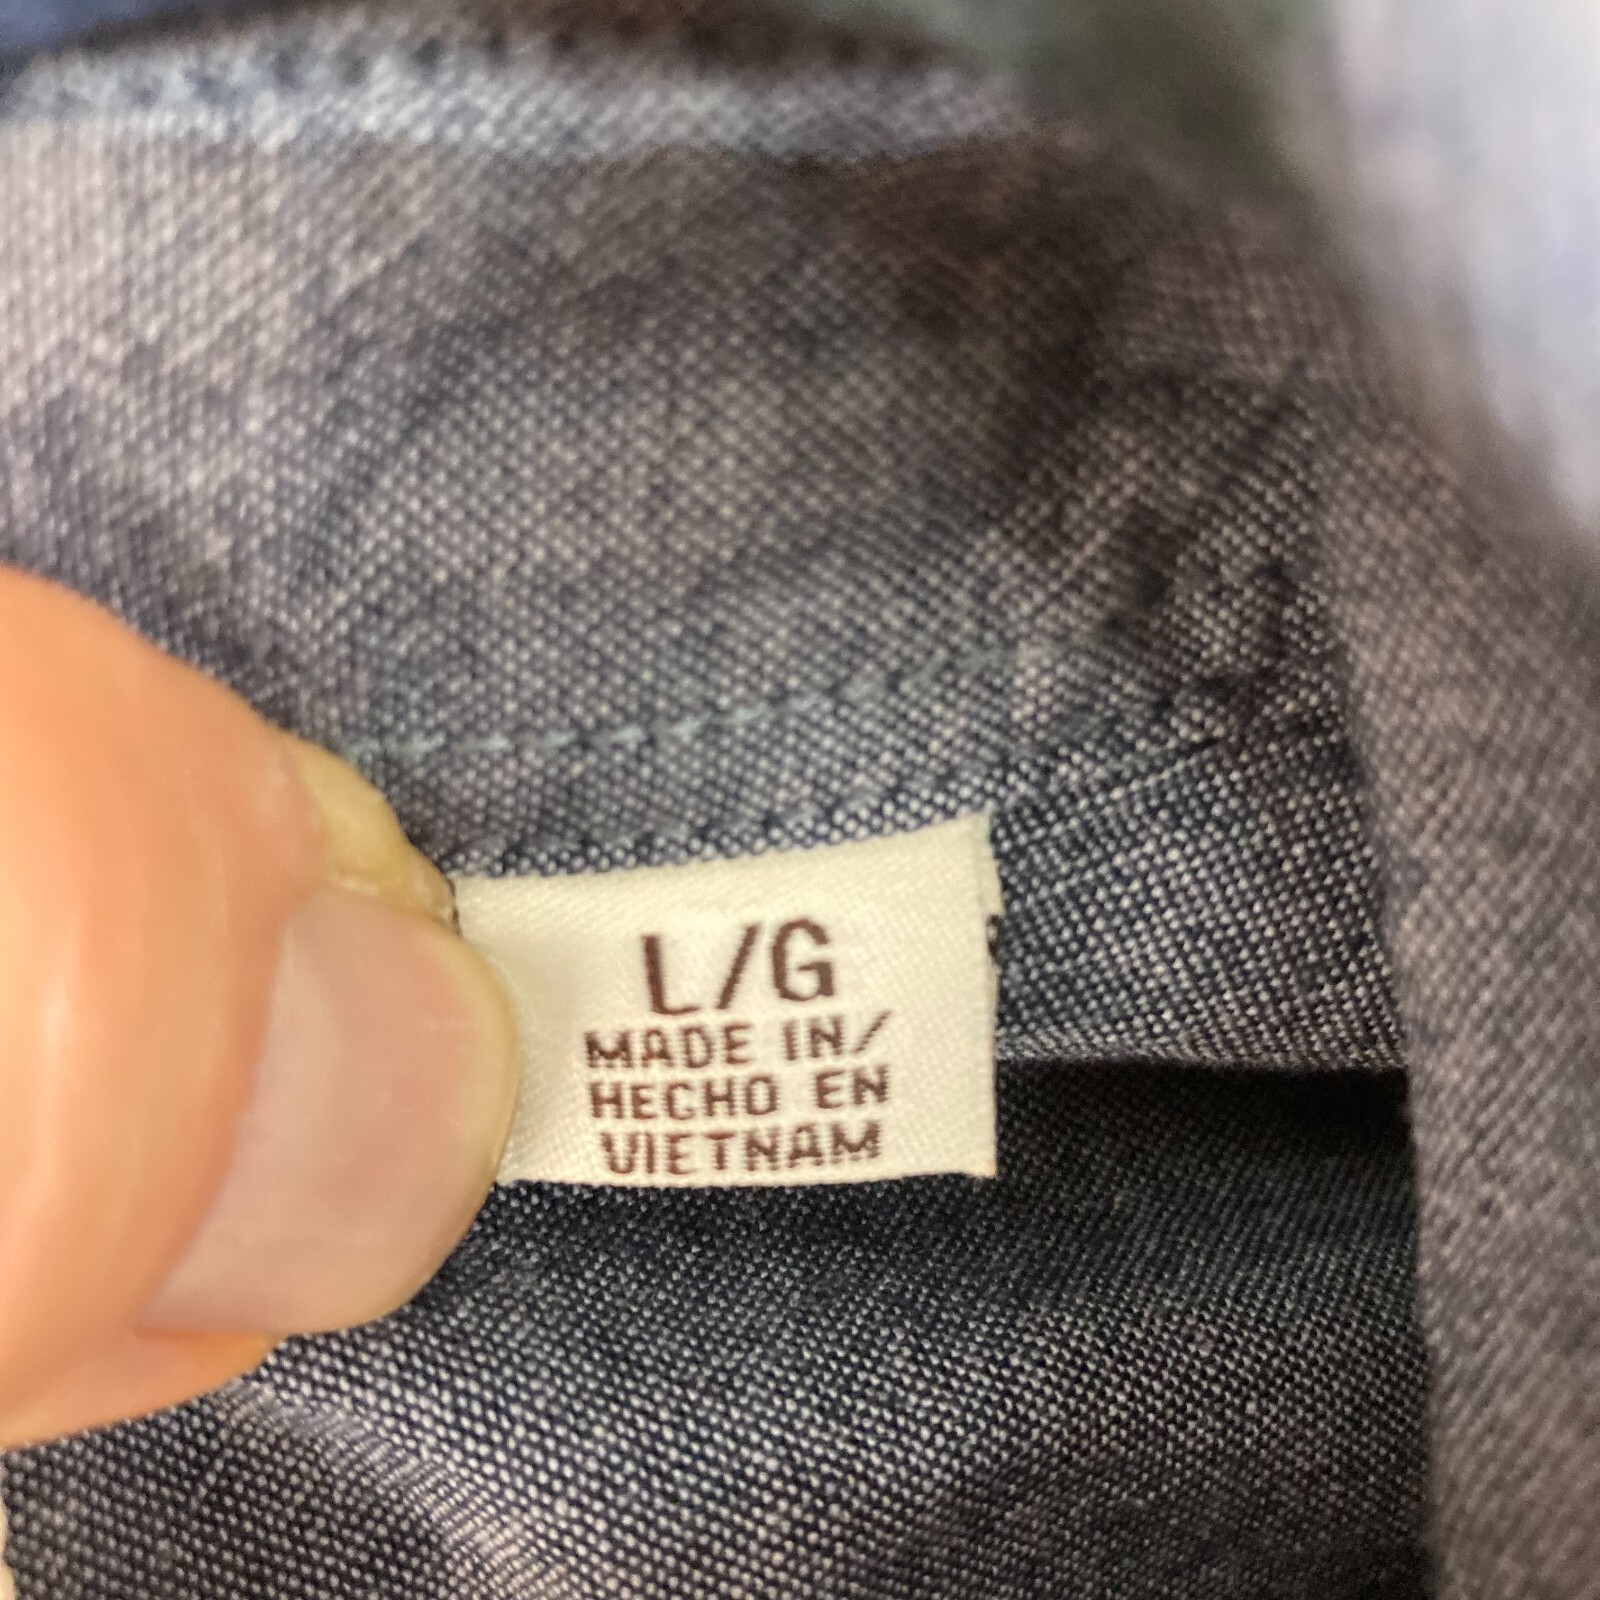 L/G
MADE IN/
HECHO EN
VIETNAM